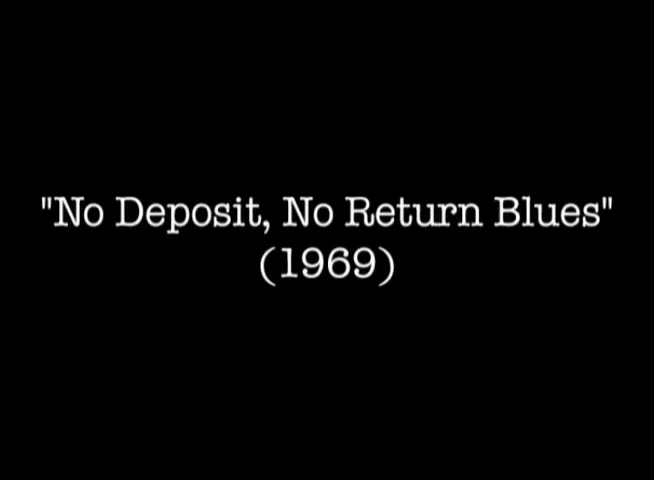 "No Deposit, No Return Blues"
(1969)